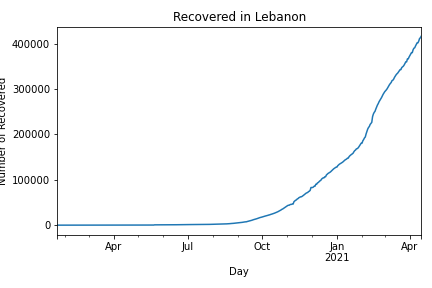 Recovered in Lebanon
Number of Recovered
400000
300000
200000
100000
0
Apr
Jul
Oct
Jan
2021
Apr
Day